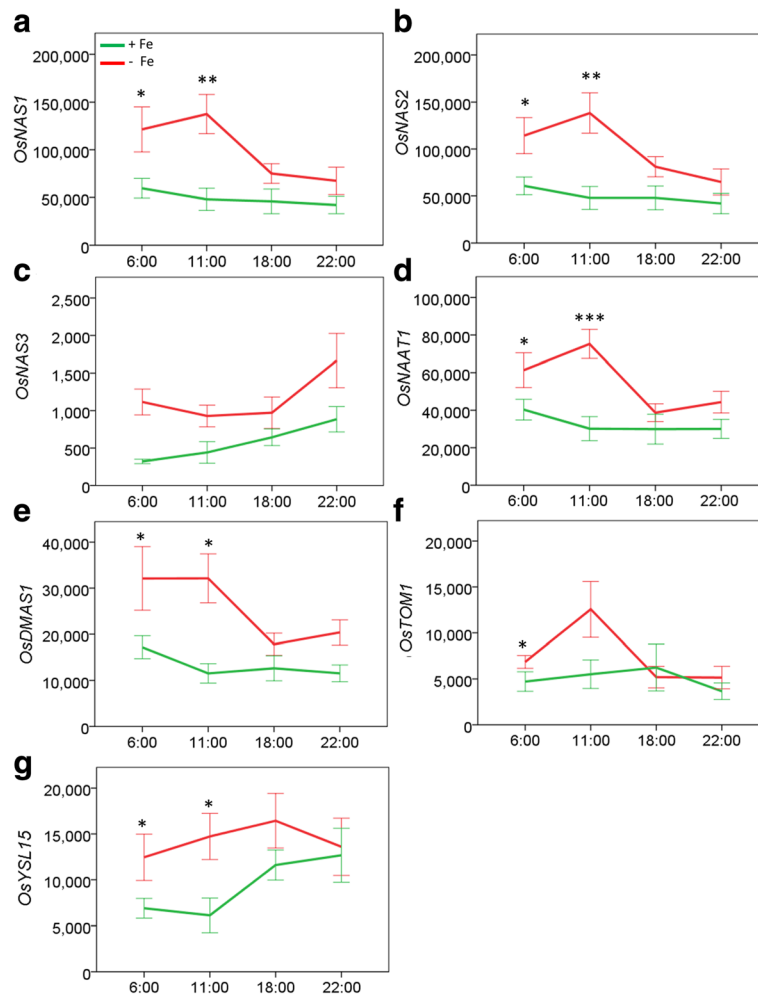 a
+ Fe
- Fe
OsNAS1
200,000
150,000
100,000
50,000
0
*
**
6:00 11:00 18:00 22:00
b
OsNAS2
200,000
150,000
100,000
50,000
0
*
**
6:00 11:00 18:00 22:00
c
OsNAS3
2,500
2,000
1,500
1,000
500
0
6:00 11:00 18:00 22:00
d
OsNAAT1
100,000
80,000
60,000
40,000
20,000
0
*
***
6:00 11:00 18:00 22:00
e
OsDMAS1
40,000
30,000
20,000
10,000
0
*
*
6:00 11:00 18:00 22:00
f
OsTOM1
20,000
15,000
10,000
5,000
0
*
6:00 11:00 18:00 22:00
g
OsYSL15
20,000
15,000
10,000
5,000
0
*
*
6:00 11:00 18:00 22:00